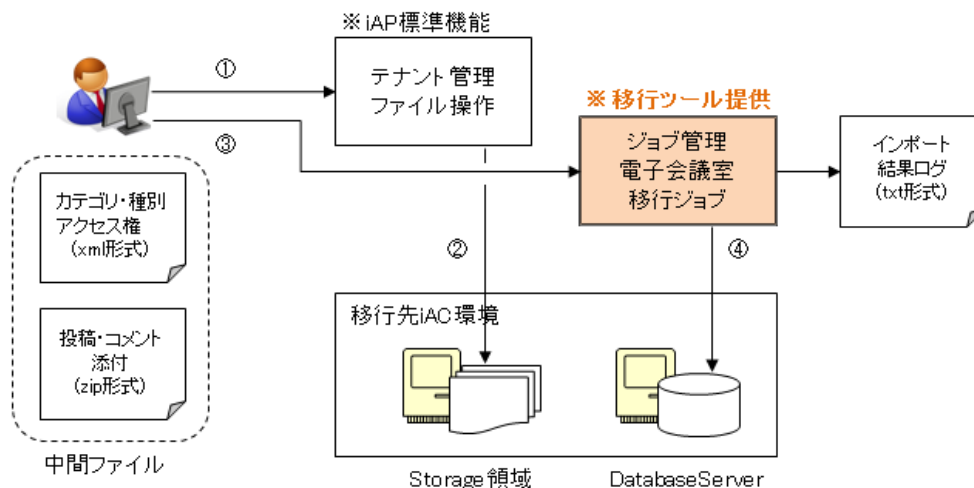 ※ iAP標準機能
①
テナント管理
ファイル操作
※ 移行ツール提供
③
ジョブ管理
電子会議室
移行ジョブ
インポート
結果ログ
(txt形式)
カテゴリ・種別
アクセス権
(xml形式)
②
④
移行先iAC環境
投稿・コメント
添付
(zip形式)
中間ファイル
Storage領域
DatabaseServer